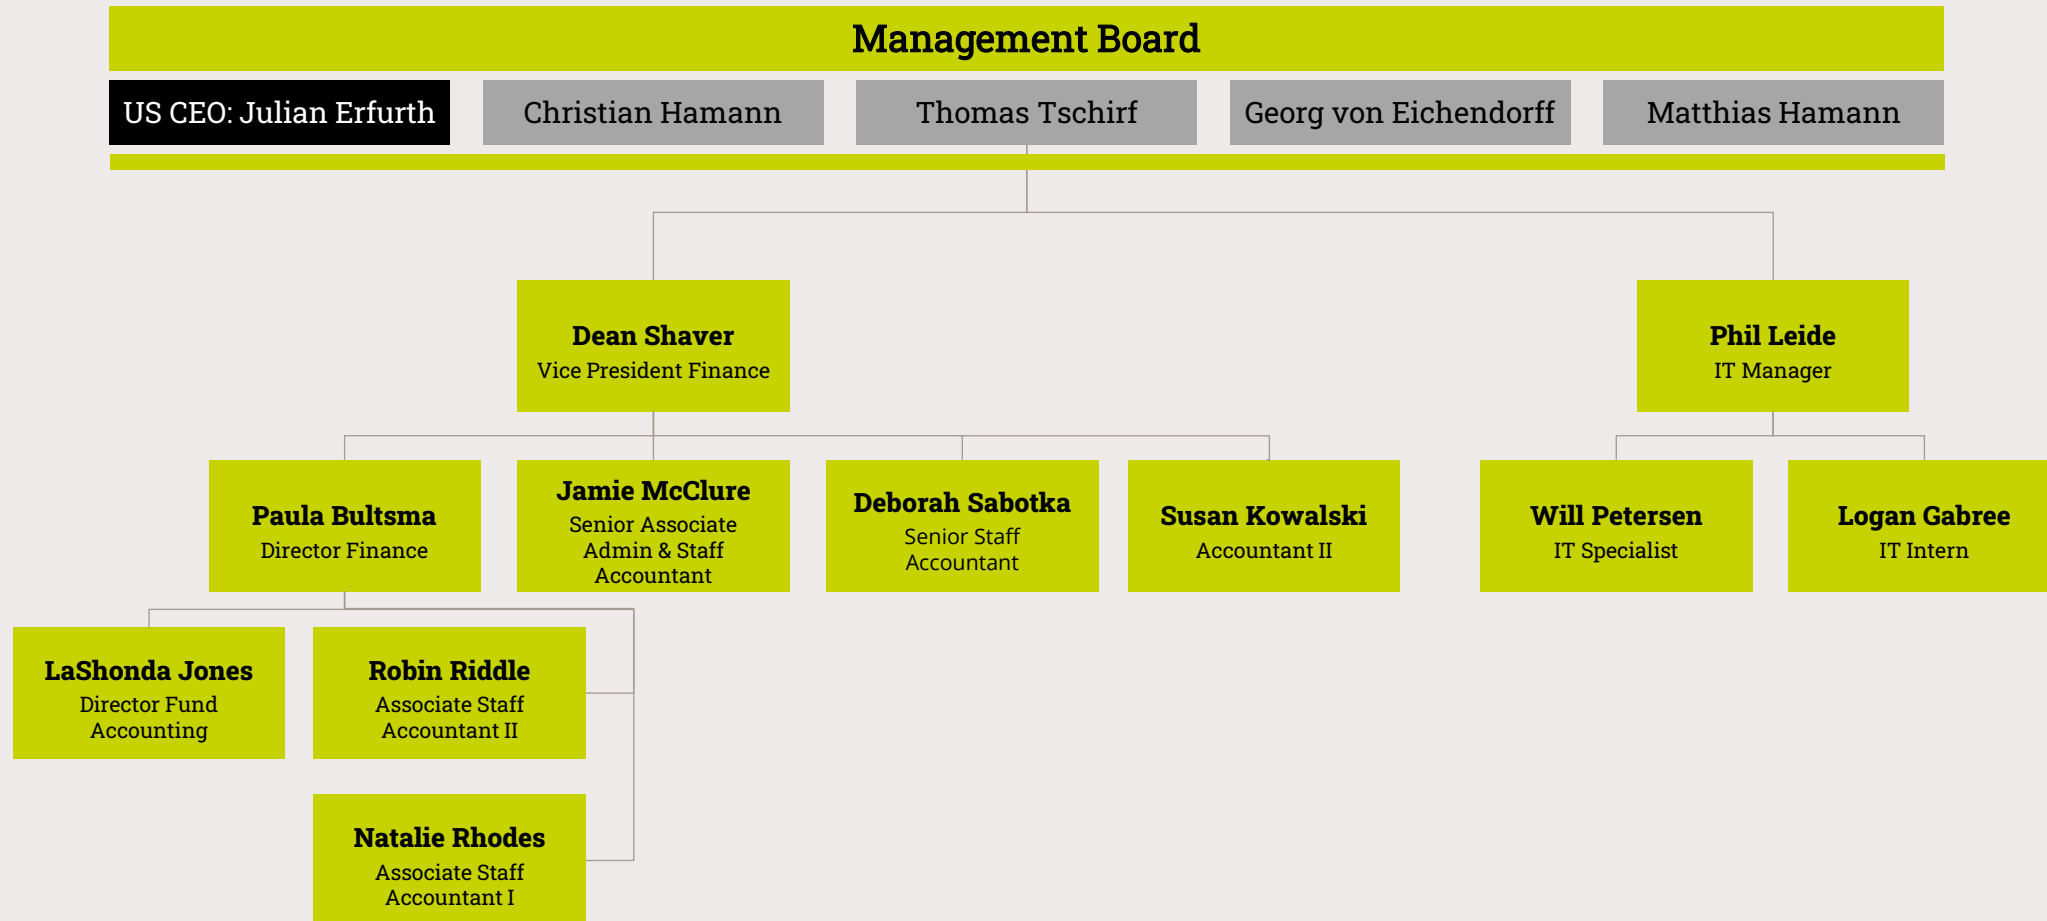 Management Board
US CEO: Julian Erfurth
Christian Hamann
Thomas Tschirf
Georg von Eichendorff
Matthias Hamann
Dean Shaver
Vice President Finance
Phil Leide
IT Manager
Paula Bultsma
Director Finance
Jamie McClure
Senior Associate
Admin & Staff
Accountant
Deborah Sabotka
Senior Staff
Accountant
Susan Kowalski
Accountant II
Will Petersen
IT Specialist
Logan Gabree
IT Intern
LaShonda Jones
Director Fund
Accounting
Robin Riddle
Associate Staff
Accountant II
Natalie Rhodes
Associate Staff
Accountant I